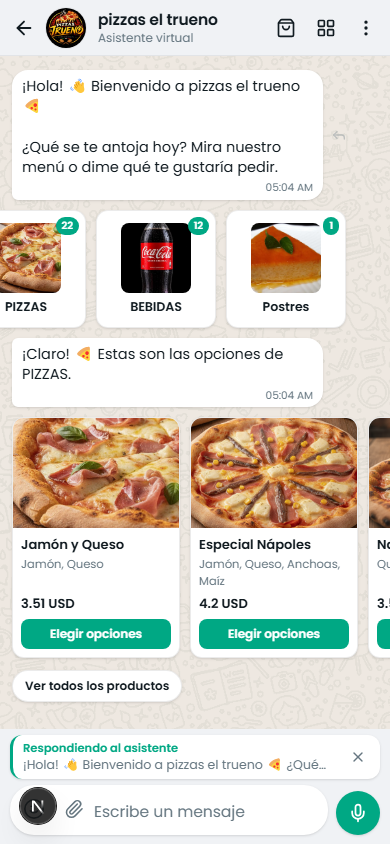 pizzas el trueno
Asistente virtual
PIZZAS
TRUENO
¡Hola! 👋 Bienvenido a pizzas el trueno
🍕
¿Qué se te antoja hoy? Mira nuestro
menú o dime qué te gustaría pedir.
05:04 AM
22
12
1
Coca-Cola
PIZZAS
BEBIDAS
Postres
¡Claro! 🍕 Estas son las opciones de
PIZZAS.
05:04 AM
Jamón y Queso
Jamón, Queso
3.51 USD
Elegir opciones
Especial Nápoles
Jamón, Queso, Anchoas,
Maíz
4.2 USD
Elegir opciones
Ver todos los productos
Respondiendo al asistente
¡Hola! 👋 Bienvenido a pizzas el trueno 🍕 ¿Qué...
N
Escribe un mensaje